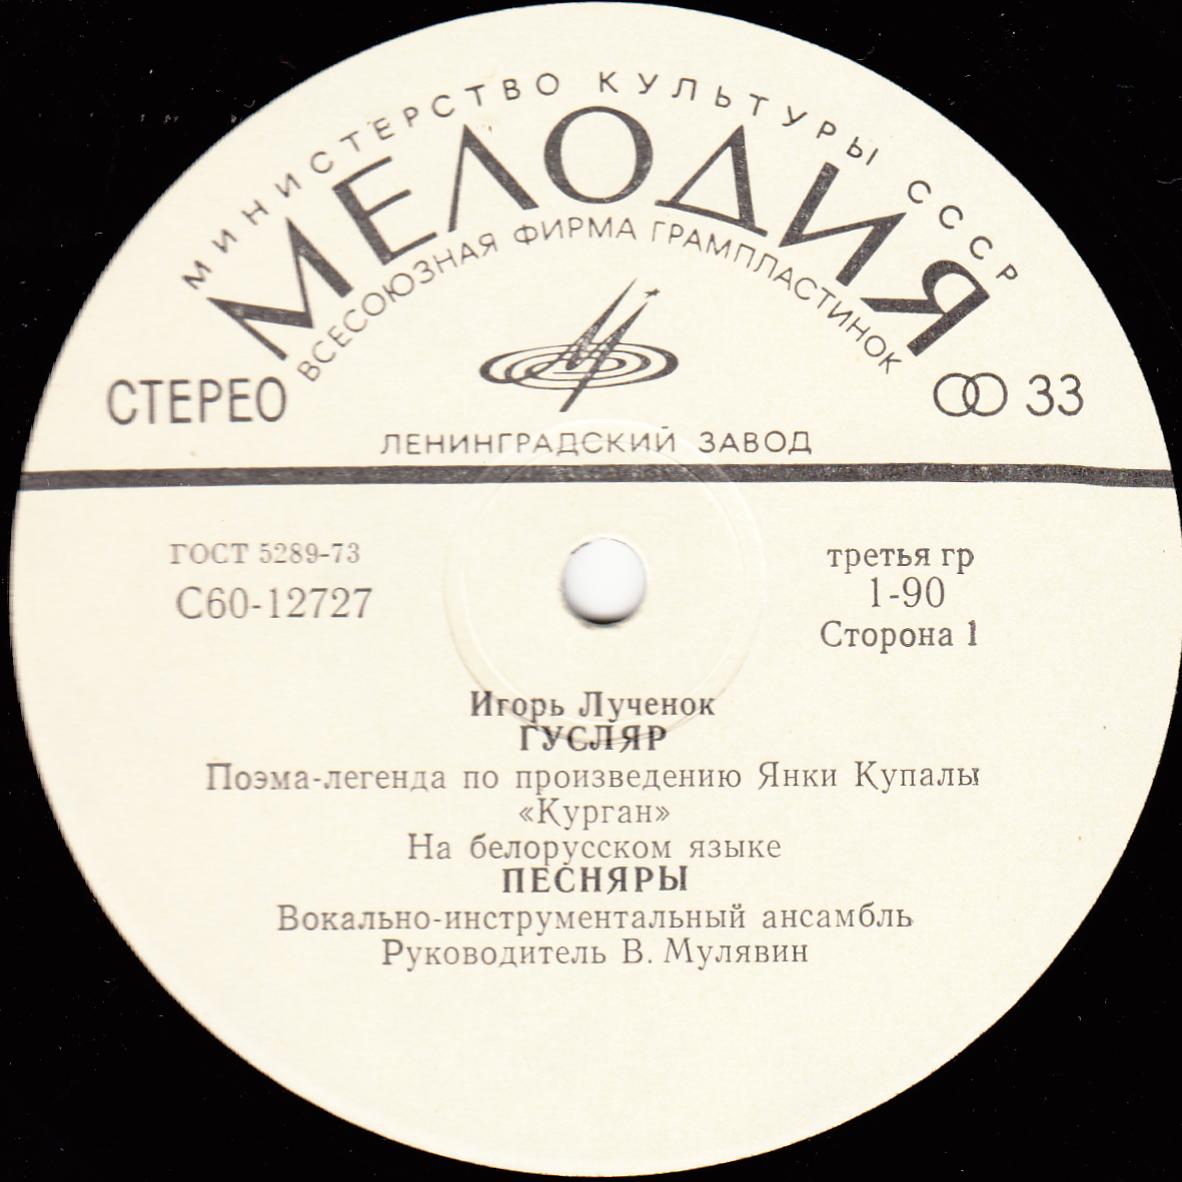 МИНИСТЕРСТВО КУЛЬТУРЫ СССР
МЕЛОДИЯ
ВСЕСОЮЗНАЯ ФИРМА ГРАМПЛАСТИНОК
СТЕРЕО
33
ЛЕНИНГРАДСКИЙ ЗАВОД
ГОСТ 5289-73
С60-12727
третья гр
1-90
Сторона 1
Игорь Лученок
ГУСЛЯР
Поэма-легенда по произведению Янки Купалы
«Курган»
На белорусском языке
ПЕСНЯРЫ
Вокально-инструментальный ансамбль
Руководитель В. Мулявин